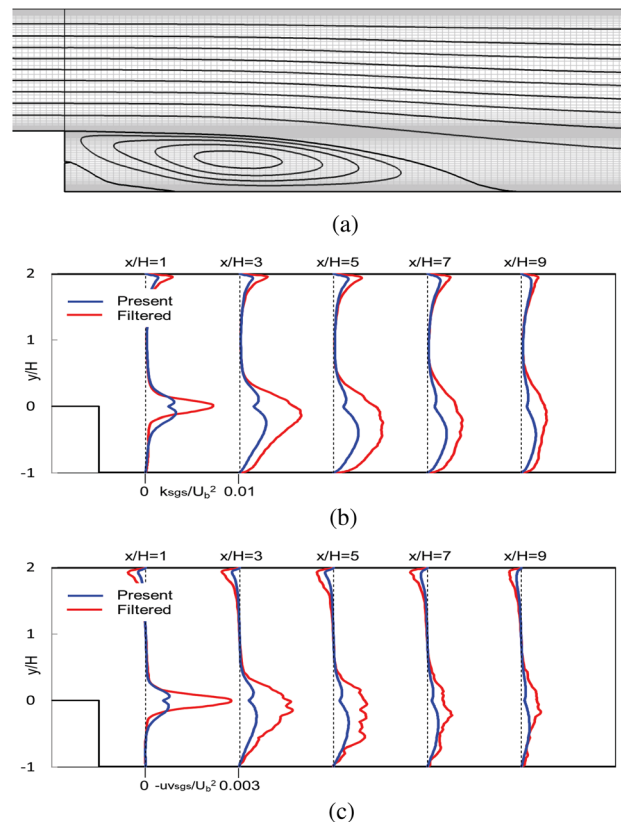 (a)
x/H=1 x/H=3 x/H=5 x/H=7 x/H=9
2
Present
Filtered
1
y/H
0
-1
0 ksgs/Ub² 0.01
(b)
x/H=1 x/H=3 x/H=5 x/H=7 x/H=9
2
Present
Filtered
1
y/H
0
-1
0 -uvsgs/Ub² 0.003
(c)